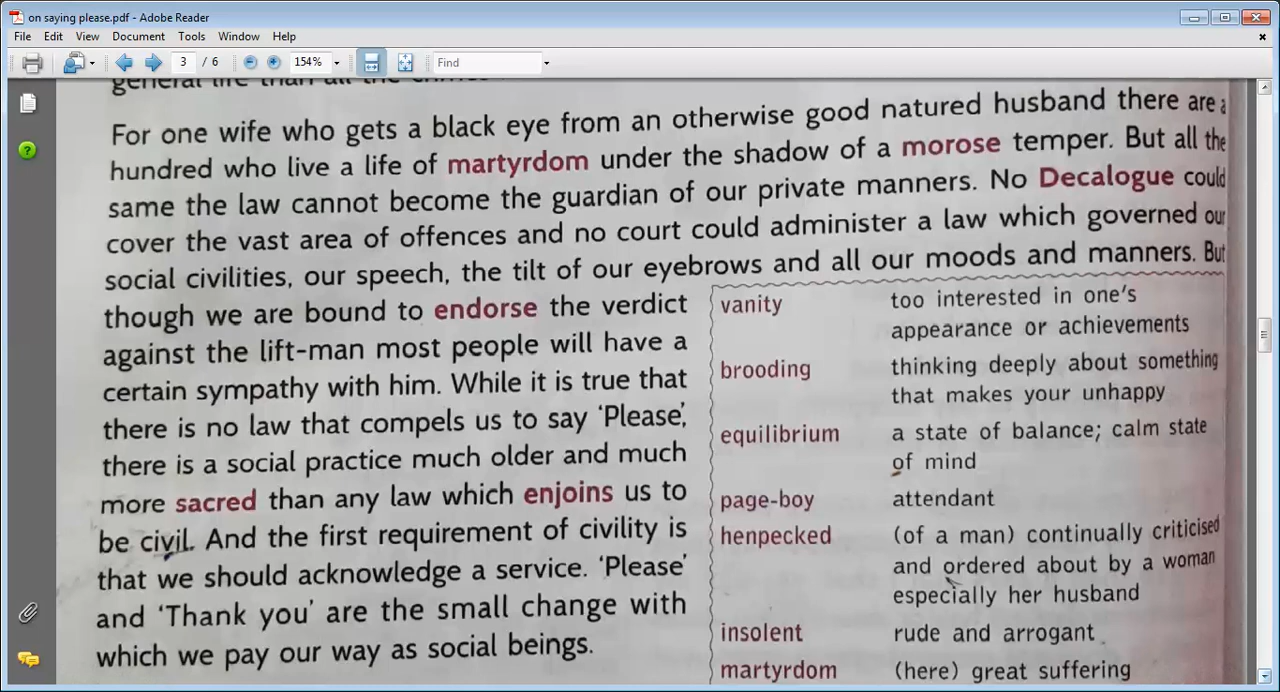 on saying please.pdf - Adobe Reader
File Edit View Document Tools Window Help
3 / 6 154% Find
general life than all the crimes
For one wife who gets a black eye from an otherwise good natured husband there are a
hundred who live a life of martyrdom under the shadow of a morose temper. But all the
same the law cannot become the guardian of our private manners. No Decalogue could
cover the vast area of offences and no court could administer a law which governed our
social civilities, our speech, the tilt of our eyebrows and all our moods and manners. But
though we are bound to endorse the verdict
against the lift-man most people will have a
certain sympathy with him. While it is true that
there is no law that compels us to say ‘Please’,
there is a social practice much older and much
more sacred than any law which enjoins us to
be civil. And the first requirement of civility is
that we should acknowledge a service. ‘Please’
and ‘Thank you’ are the small change with
which we pay our way as social beings.
vanity too interested in one's
appearance or achievements
brooding thinking deeply about something
that makes your unhappy
equilibrium a state of balance; calm state
of mind
page-boy attendant
henpecked (of a man) continually criticised
and ordered about by a woman
especially her husband
insolent rude and arrogant
martyrdom (here) great suffering